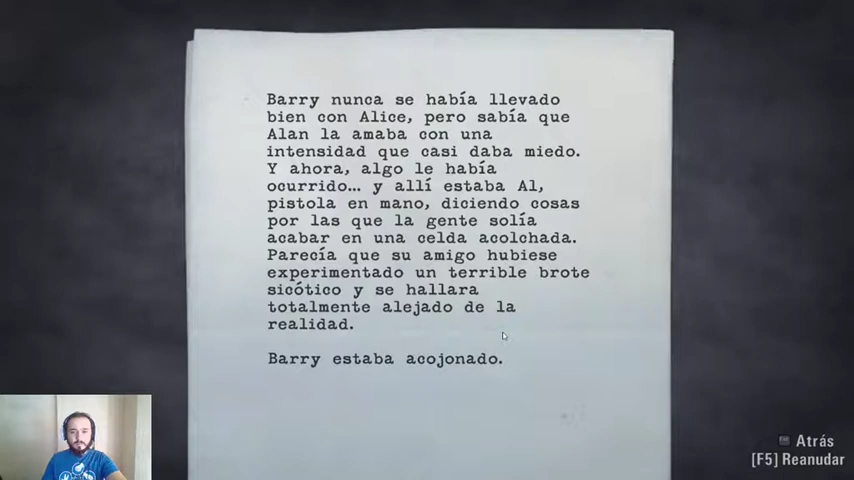 Barry nunca se había llevado
bien con Alice, pero sabía que
Alan la amaba con una
intensidad que casi daba miedo.
Y ahora, algo le había
ocurrido... y allí estaba Al,
pistola en mano, diciendo cosas
por las que la gente solía
acabar en una celda acolchada.
Parecía que su amigo hubiese
experimentado un terrible brote
sicótico y se hallara
totalmente alejado de la
realidad.
Barry estaba acojonado.
Atrás
[F5] Reanudar